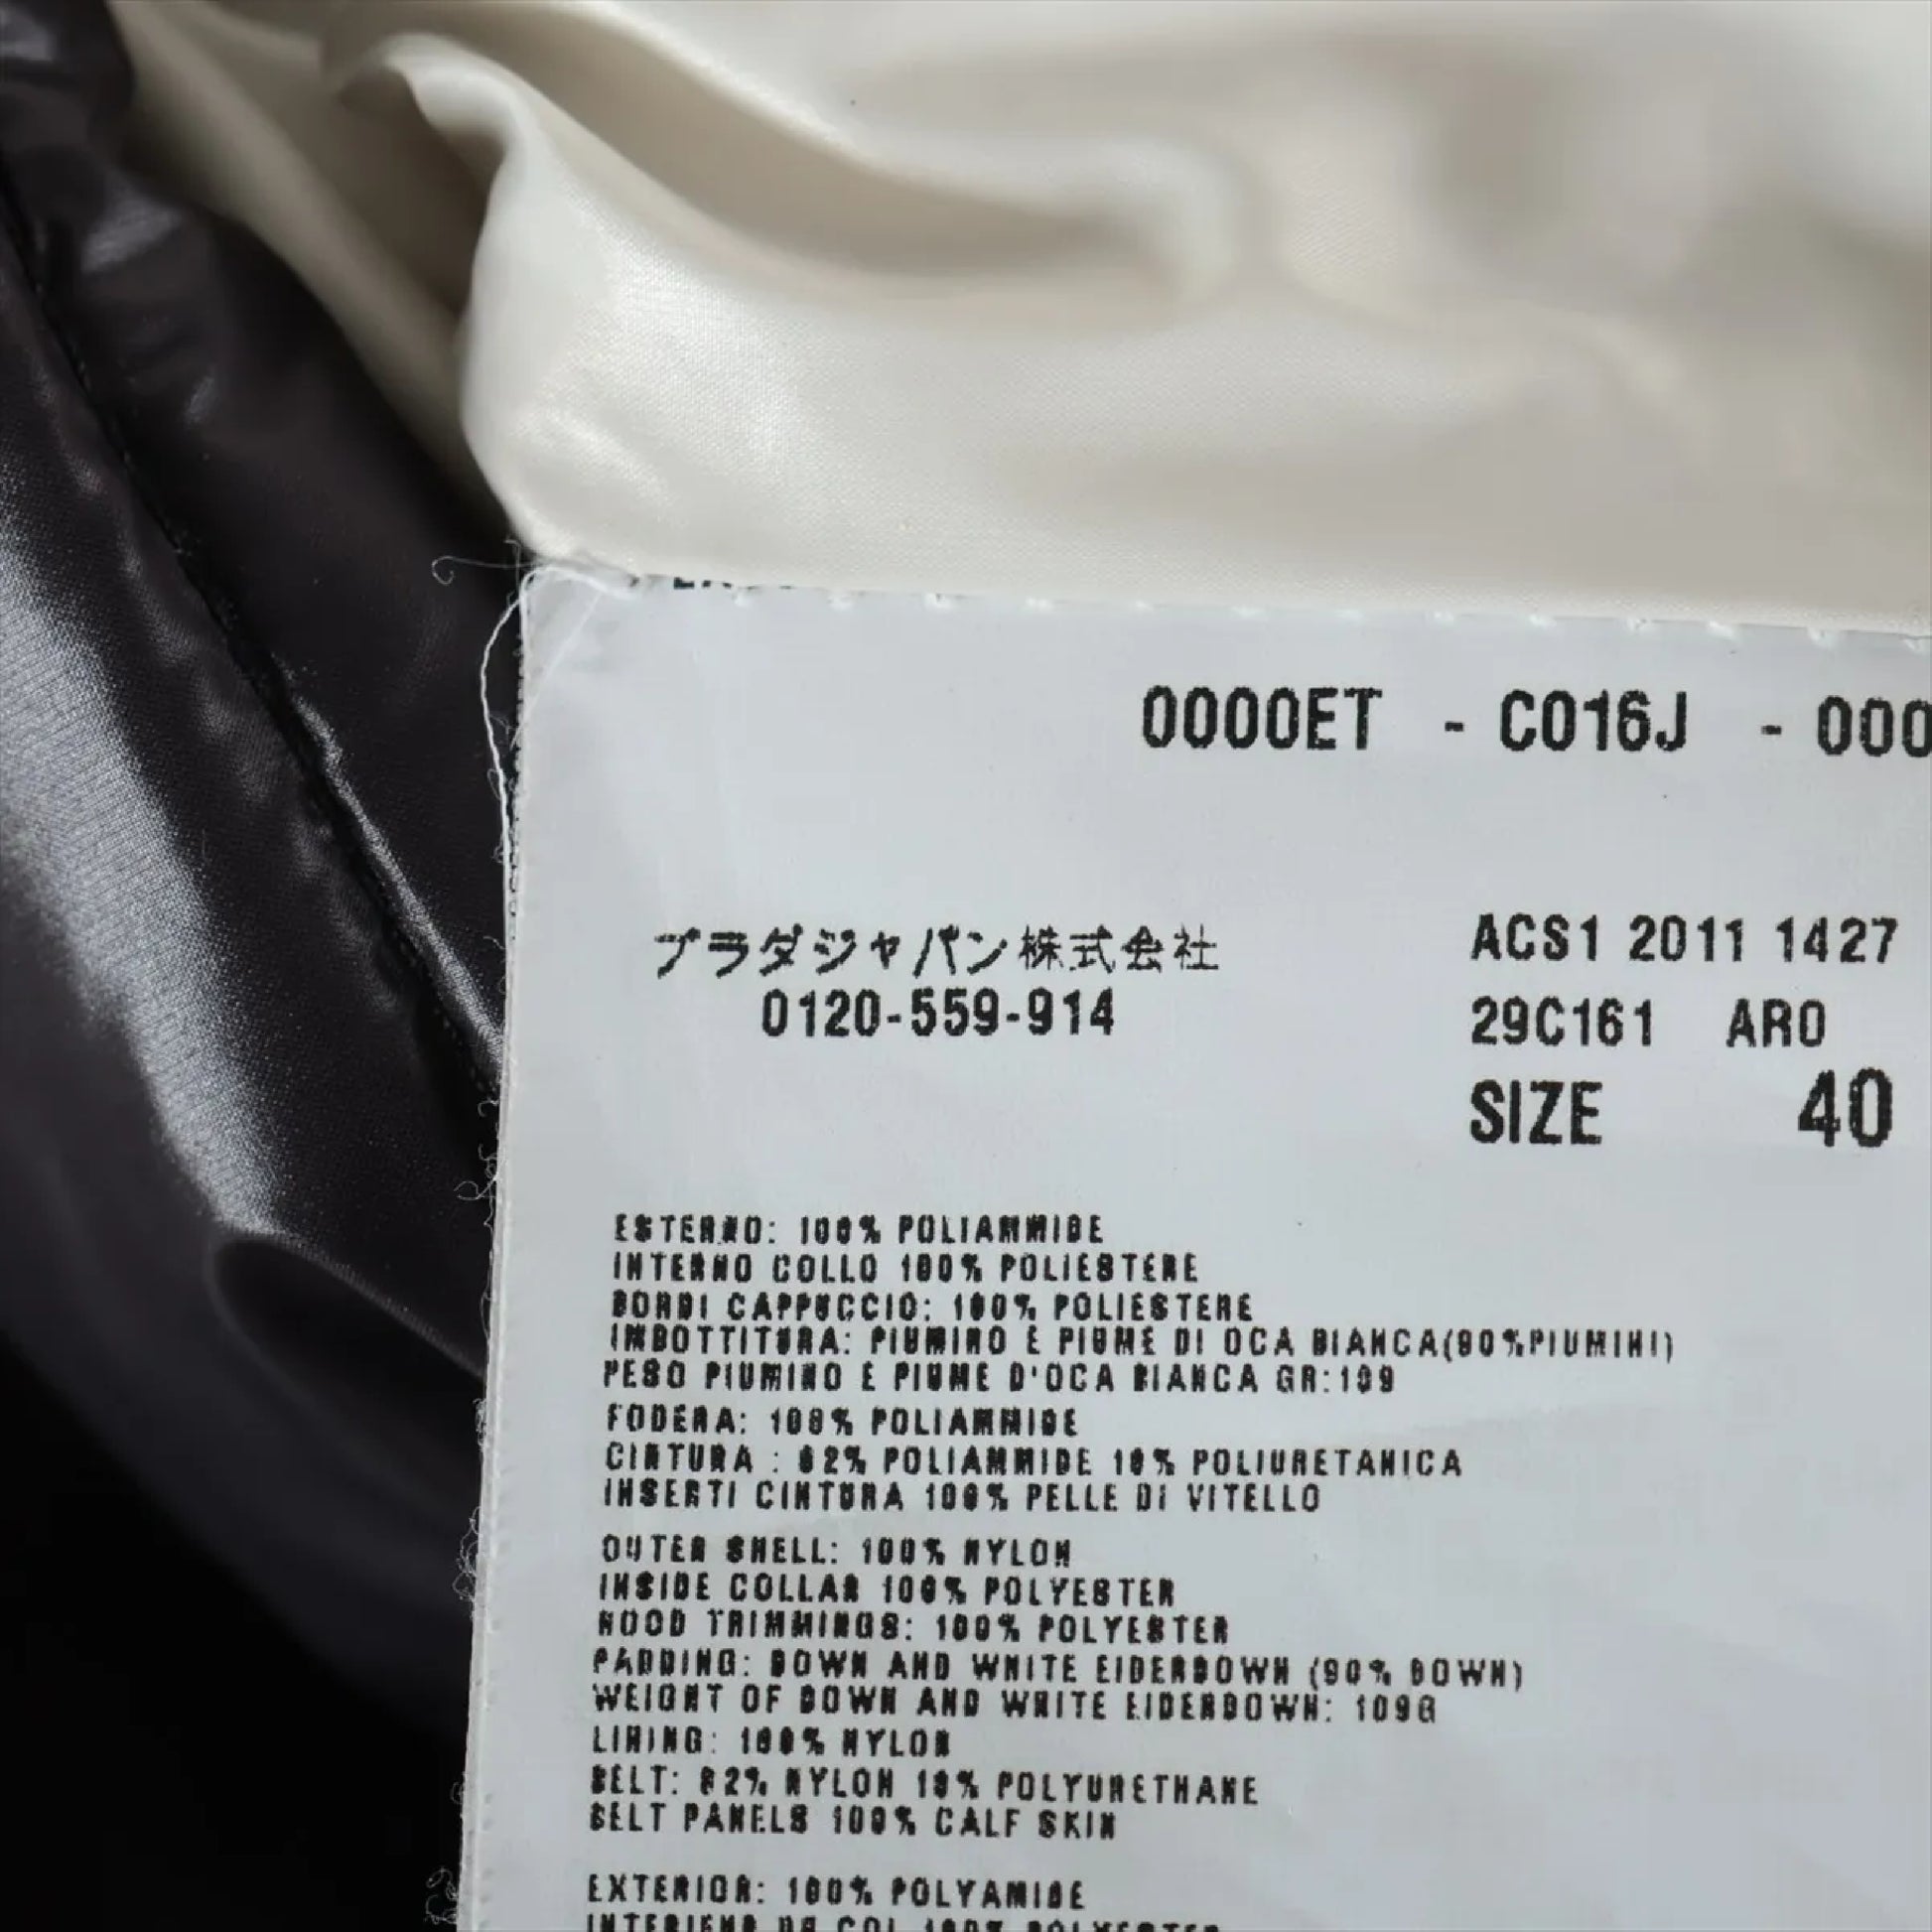 0000ET - C016J - 000
プラダジャパン株式会社
0120-559-914
ACS1 2011 1427
29C161 ARO
SIZE 40
ESTERNO: 100% POLIAMMIDE
INTERNO COLLO 100% POLIESTERE
BORDI CAPPUCCIO: 100% POLIESTERE
IMBOTTITURA: PIUMINO E PIUME DI OCA BIANCA(90%PIUMINI)
PESO PIUMINO E PIUME D'OCA BIANCA GR:109
FODERA: 100% POLIAMMIDE
CINTURA : 82% POLIAMMIDE 18% POLIURETANICA
INSERTI CINTURA 100% PELLE DI VITELLO
OUTER SHELL: 100% NYLON
INSIDE COLLAR 100% POLYESTER
HOOD TRIMMINGS: 100% POLYESTER
PADDING: DOWN AND WHITE EIDERDOWN (90% DOWN)
WEIGHT OF DOWN AND WHITE EIDERDOWN: 109G
LINING: 100% NYLON
BELT: 82% NYLON 18% POLYURETHANE
BELT PANELS 100% CALF SKIN
EXTERIOR: 100% POLYAMIDE